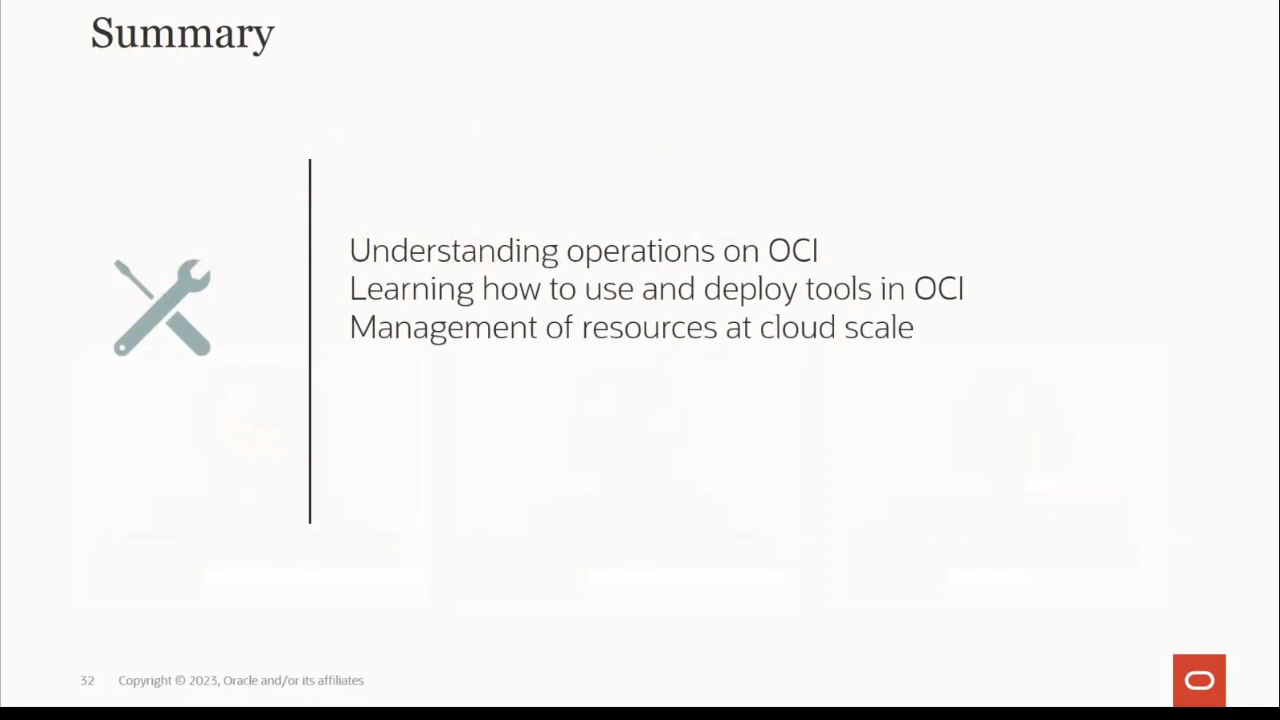 Summary
Understanding operations on OCI
Learning how to use and deploy tools in OCI
Management of resources at cloud scale
32 Copyright © 2023, Oracle and/or its affiliates